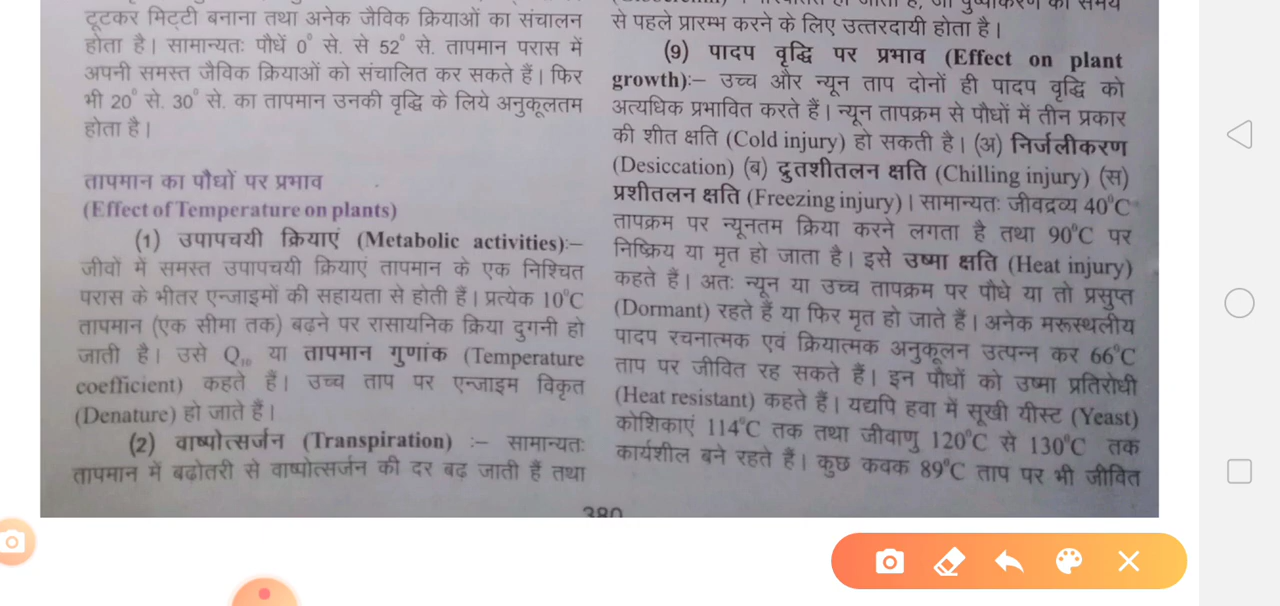 टूटकर मिट्टी बनाना तथा अनेक जैविक क्रियाओं का संचालन
होता है। सामान्यतः पौधें 0° से. से 52° से. तापमान परास में
अपनी समस्त जैविक क्रियाओं को संचालित कर सकते हैं। फिर
भी 20° से. 30° से. का तापमान उनकी वृद्धि के लिये अनुकूलतम
होता है।
तापमान का पौधों पर प्रभाव
(Effect of Temperature on plants)
(1) उपापचयी क्रियाएं (Metabolic activities):–
जीवों में समस्त उपापचयी क्रियाएं तापमान के एक निश्चित
परास के भीतर एन्जाइमों की सहायता से होती हैं। प्रत्येक 10°C
तापमान (एक सीमा तक) बढने पर रासायनिक क्रिया दुगनी हो
जाती है। उसे Q₁₀ या तापमान गुणांक (Temperature
coefficient) कहते हैं। उच्च ताप पर एन्जाइम विकृत
(Denature) हो जाते हैं।
(2) वाष्पोत्सर्जन (Transpiration) :– सामान्यतः
तापमान में बढ़ोतरी से वाष्पोत्सर्जन की दर बढ़ जाती हैं तथा
से पहले प्रारम्भ करने के लिए उत्तरदायी होता है।
(9) पादप वृद्धि पर प्रभाव (Effect on plant
growth):– उच्च और न्यून ताप दोनों ही पादप वृद्धि को
अत्यधिक प्रभावित करते हैं। न्यून तापक्रम से पौधों में तीन प्रकार
की शीत क्षति (Cold injury) हो सकती है। (अ) निर्जलीकरण
(Desiccation) (ब) द्रुतशीतलन क्षति (Chilling injury) (स)
प्रशीतलन क्षति (Freezing injury)। सामान्यतः जीवद्रव्य 40°C
तापक्रम पर न्यूनतम क्रिया करने लगता है तथा 90°C पर
निष्क्रिय या मृत हो जाता है। इसे उष्मा क्षति (Heat injury)
कहते हैं। अतः न्यून या उच्च तापक्रम पर पौधे या तो प्रसुप्त
(Dormant) रहते हैं या फिर मृत हो जाते हैं। अनेक मरूस्थलीय
पादप रचनात्मक एवं क्रियात्मक अनुकूलन उत्पन्न कर 66°C
ताप पर जीवित रह सकते हैं। इन पौधों को उष्मा प्रतिरोधी
(Heat resistant) कहते हैं। यद्यपि हवा में सूखी यीस्ट (Yeast)
कोशिकाएं 114°C तक तथा जीवाणु 120°C से 130°C तक
कार्यशील बने रहते हैं। कुछ कवक 89°C ताप पर भी जीवित
380